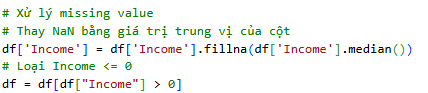 # Xử lý missing value
# Thay NaN bằng giá trị trung vị của cột
df['Income'] = df['Income'].fillna(df['Income'].median())
# Loại Income <= 0
df = df[df["Income"] > 0]